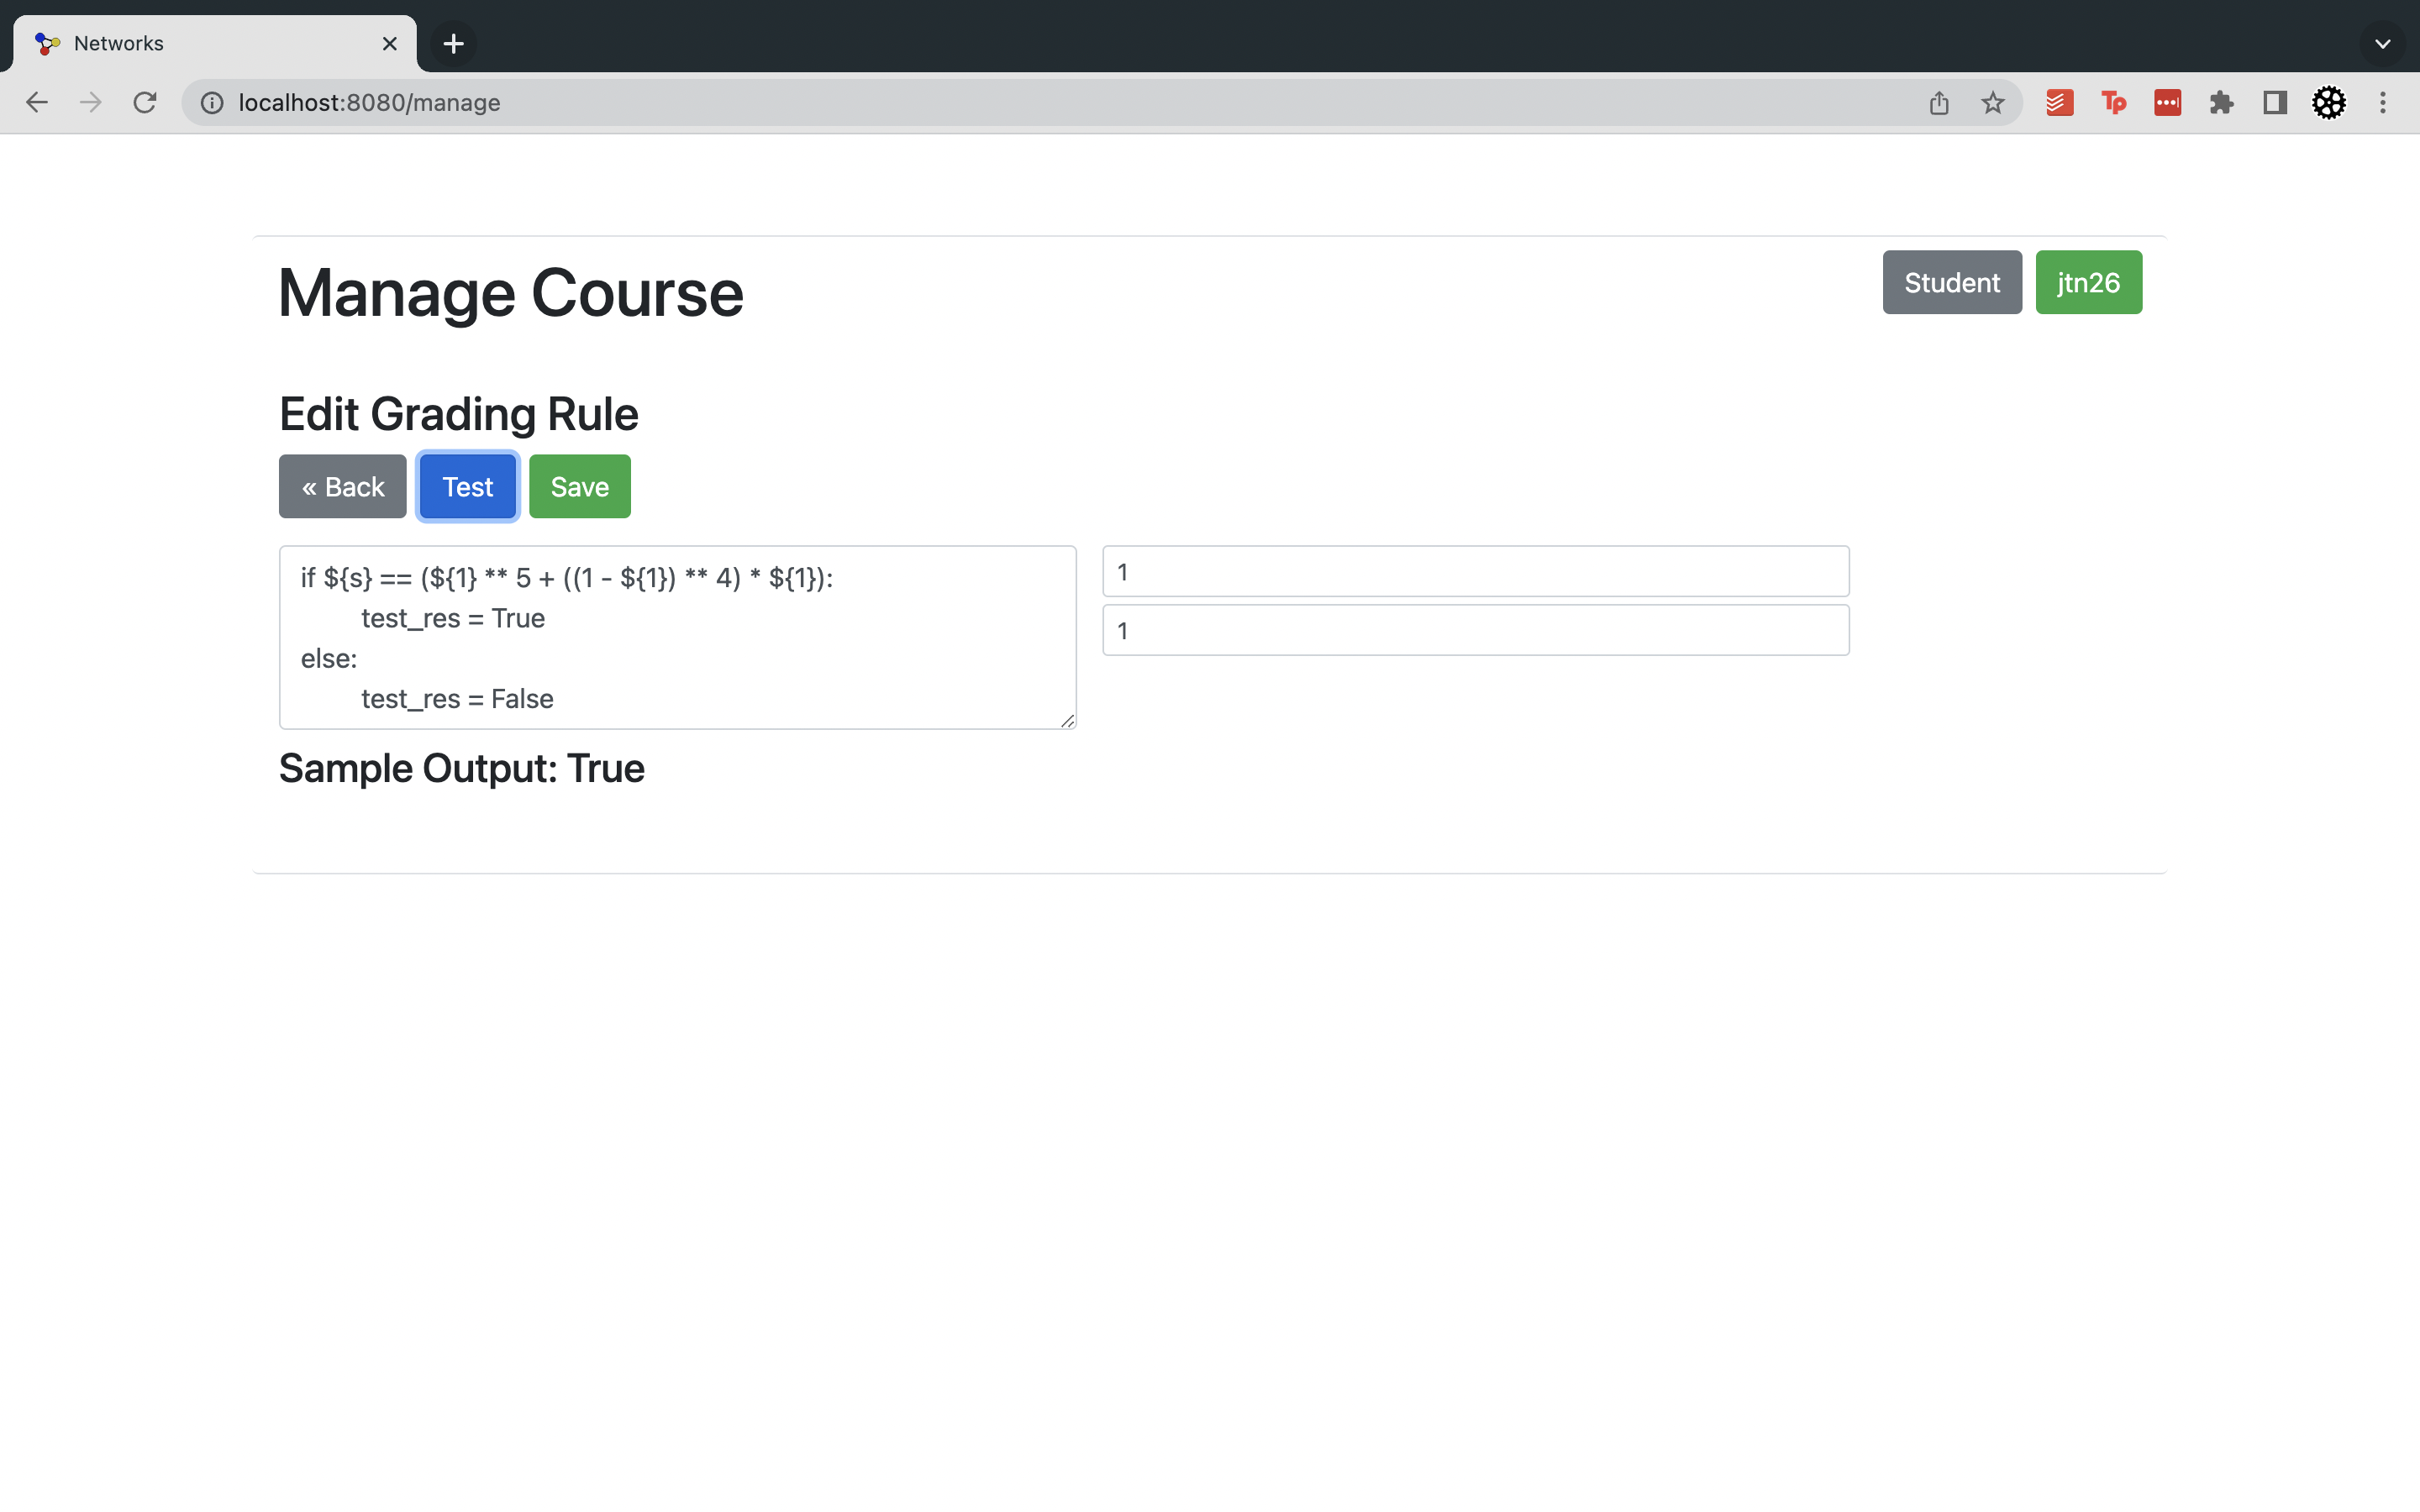 Networks
localhost:8080/manage
Manage Course
Student
jtn26
Edit Grading Rule
« Back
Test
Save
if ${s} == (${1} ** 5 + ((1 - ${1}) ** 4) * ${1}):
test_res = True
else:
test_res = False
1
1
Sample Output: True